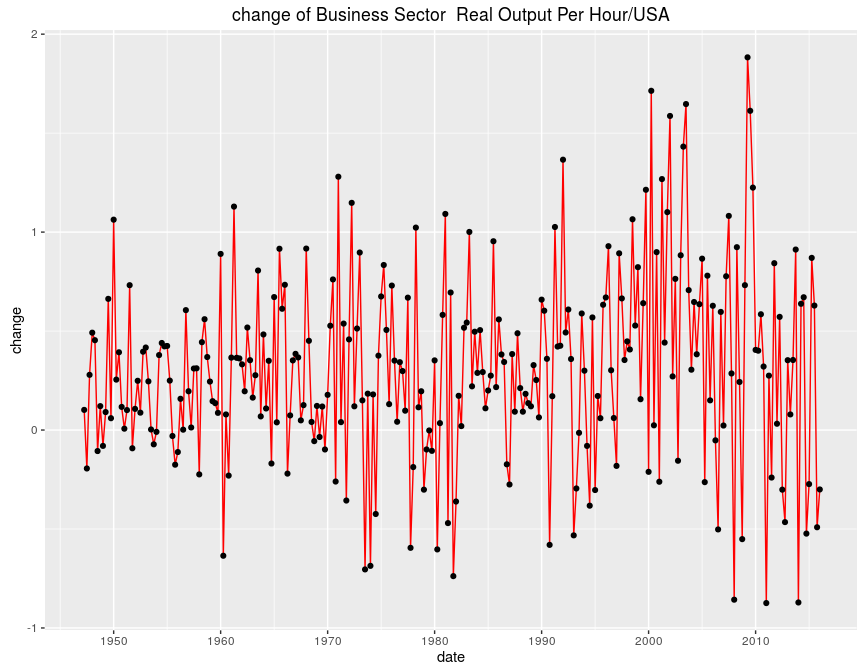 change of Business Sector  Real Output Per Hour/USA
2
1
0
-1
change
1950 1960 1970 1980 1990 2000 2010
date